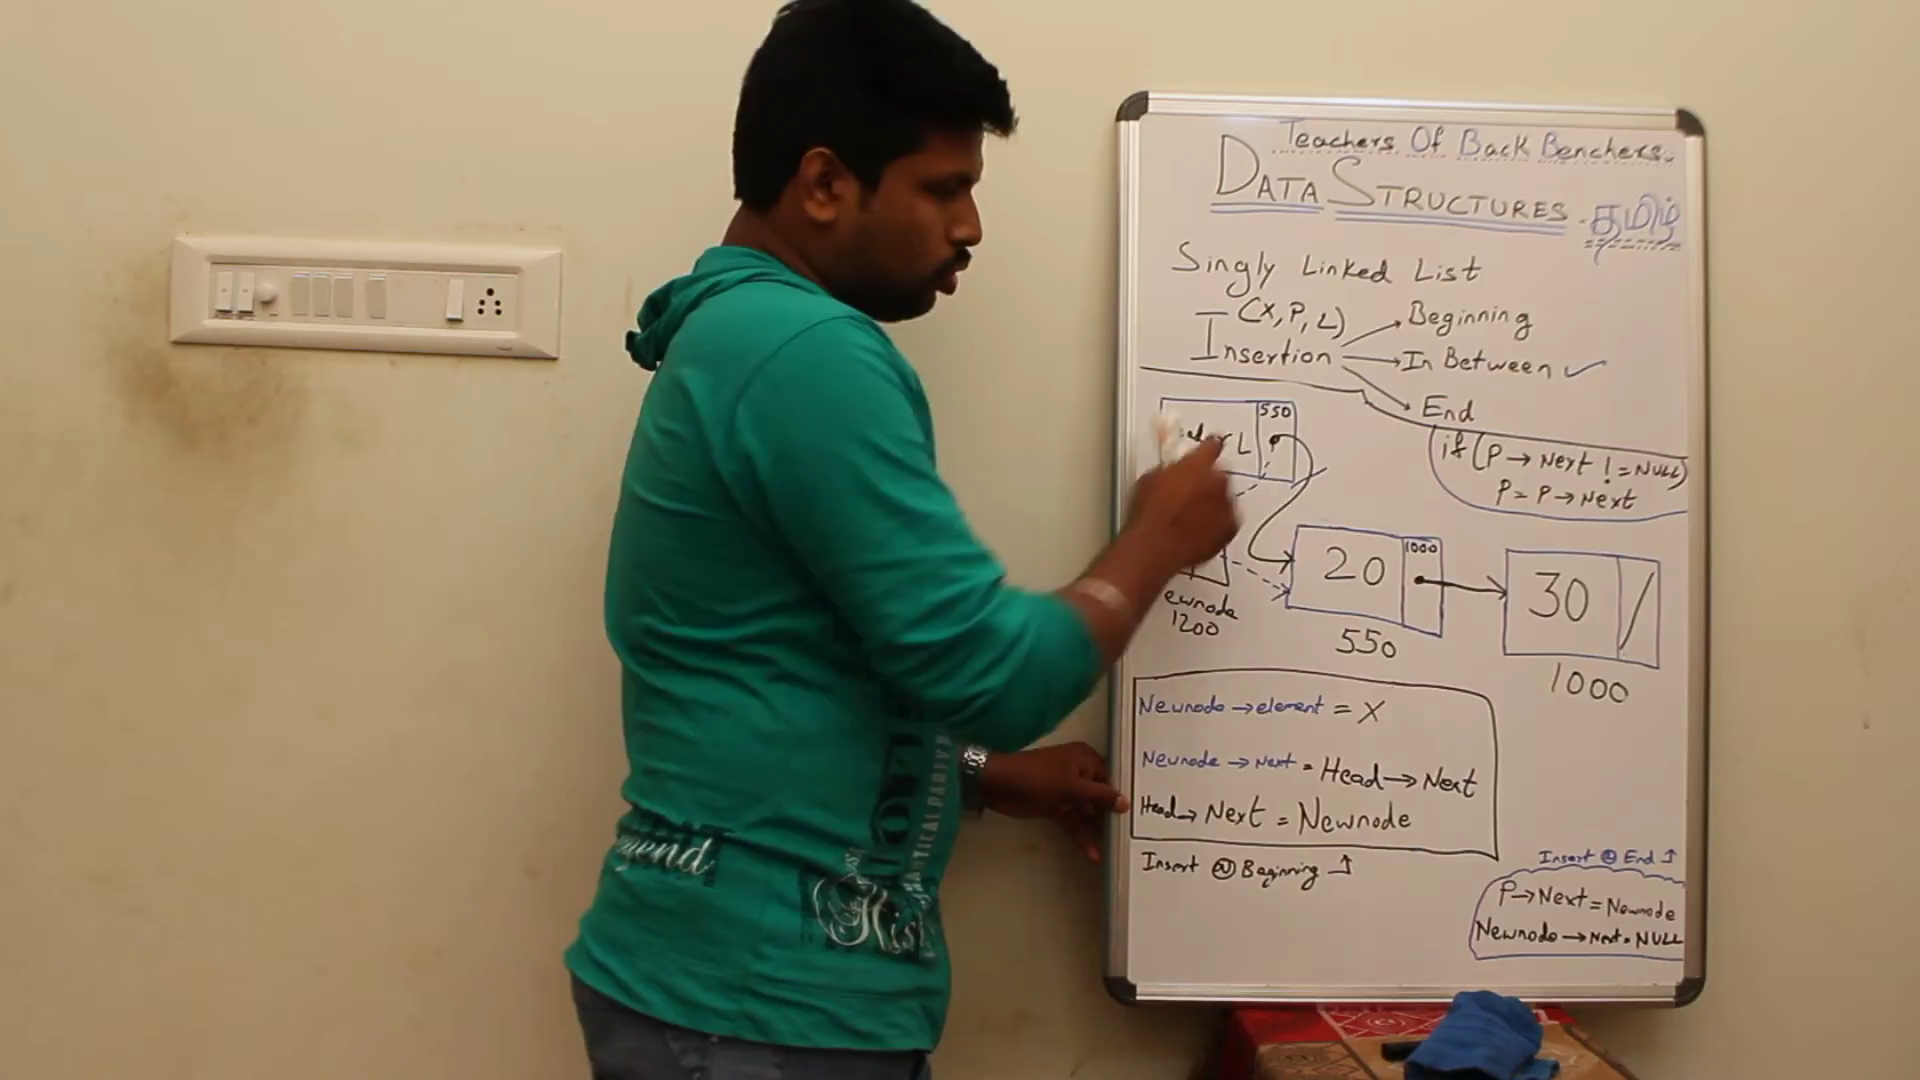 Teachers Of Back Benchers.
DATA STRUCTURES. தமிழ்
Singly Linked List
(X, P, L)
Insertion
→ Beginning
→ In Between ✓
→ End
if (P → Next != NULL)
P = P → Next
550
L
20
1000
30
550
1000
1200
Newnode → element = X
Newnode → Next = Head → Next
Head → Next = Newnode
Insert @ Beginning ↑
Insert @ End ↑
P → Next = Newnode
Newnode → Next = NULL